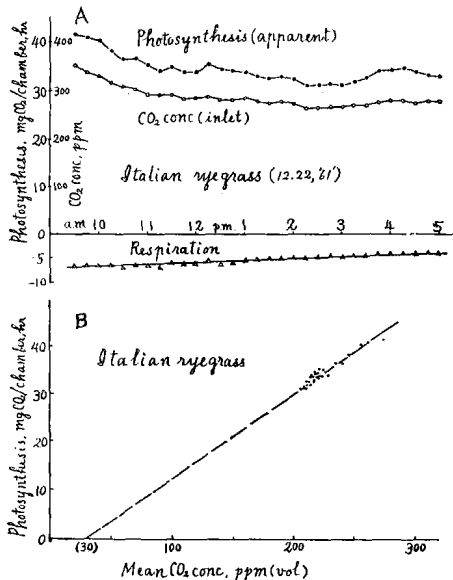 A
Photosynthesis (apparent)
CO2 conc (inlet)
Italian ryegrass (12.22,'61')
Photosynthesis, mgCO2/chamber, hr
CO2 conc, ppm
40
30
20
10
0
-5
-10
400
300
200
100
a.m 10 11 12 pm. 1 2 3 4 5
Respiration
B
Italian ryegrass
Photosynthesis, mgCO2/chamber, hr
40
30
20
10
0
(30) 100 200 300
Mean CO2 conc, ppm (vol)